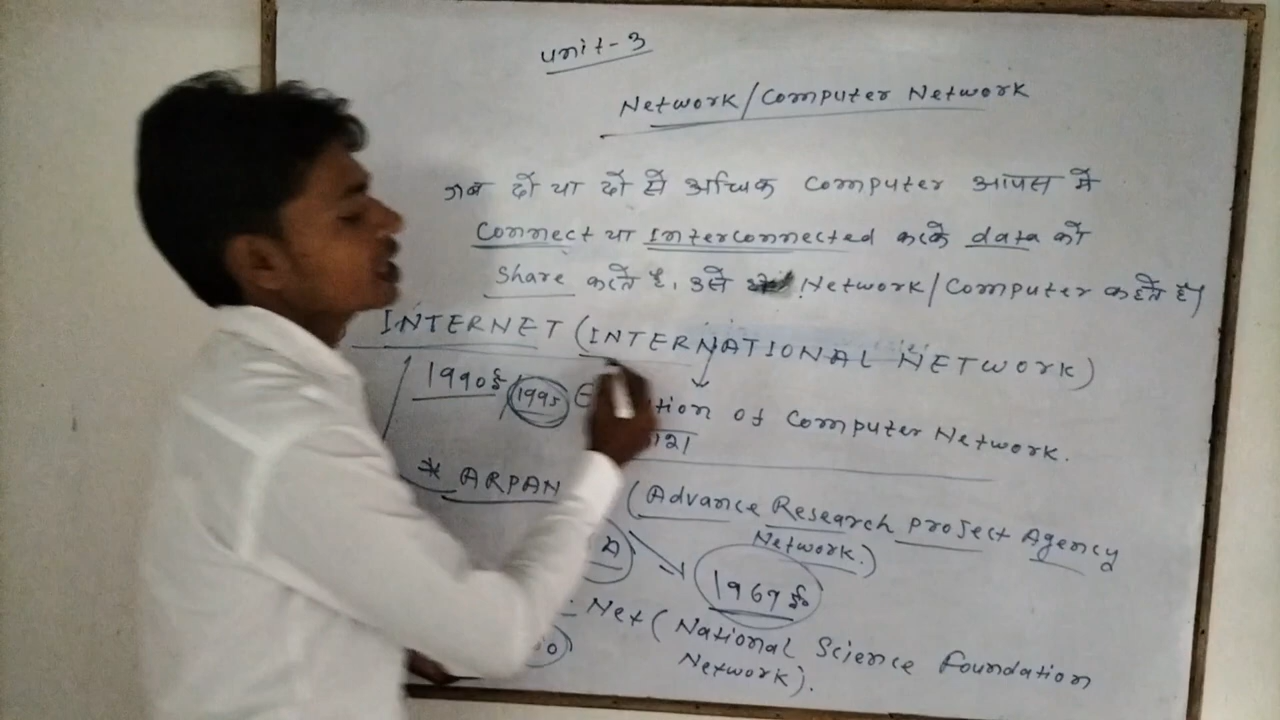 Unit-3
Network/Computer Network
जब दो या दो से अधिक Computer आपस में
Connect या Interconnected करके data को
Share करते है, उसे Network/Computer कहते है।
INTERNET (INTERNATIONAL NETWORK)
1990ई 1995
tion of Computer Network.
* ARPAN (Advance Research Project Agency
Network.)
1969 ई०
Net (National Science Foundation
Network).